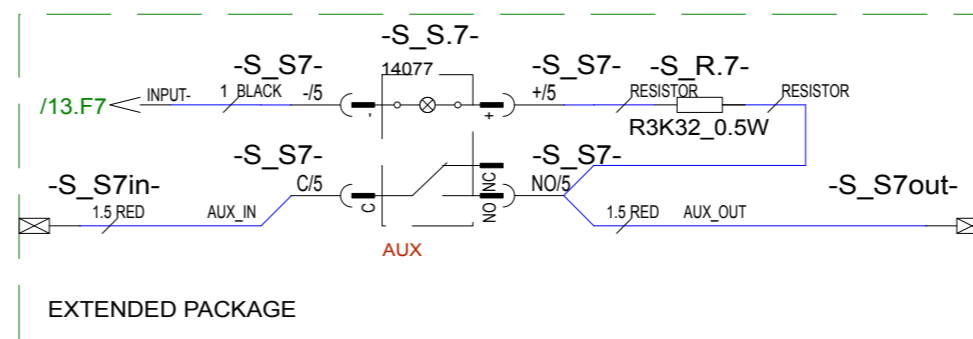 -S_S.7-
-S_S7-
14077
-S_S7-
-S_R.7-
/13.F7
INPUT-
1 BLACK
-/5
-
+
+/5
RESISTOR
RESISTOR
R3K32_0.5W
-S_S7-
-S_S7-
-S_S7in-
C/5
C
NO NC
NO/5
-S_S7out-
1.5 RED
AUX_IN
1.5 RED
AUX_OUT
AUX
EXTENDED PACKAGE